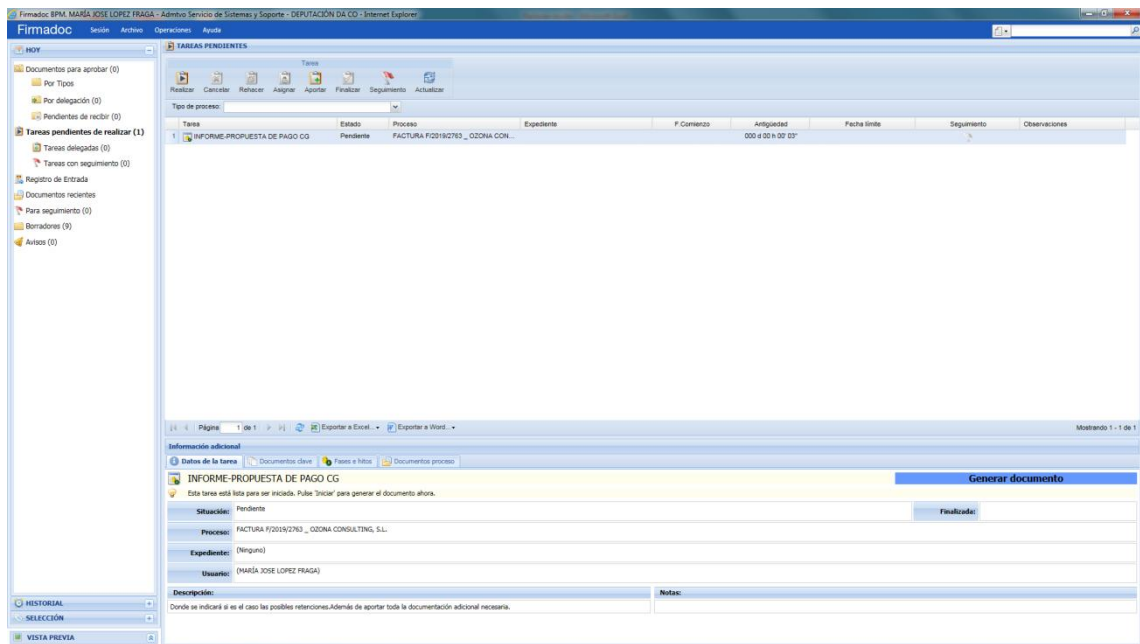 Firmadoc BPM. MARÍA JOSE LOPEZ FRAGA - Admtvo Servicio de Sistemas y Soporte - DEPUTACIÓN DA CO - Internet Explorer
Firmadoc Sesión Archivo Operaciones Ayuda
HOY
Documentos para aprobar (0)
Por Tipos
Por delegación (0)
Pendientes de recibir (0)
Tareas pendientes de realizar (1)
Tareas delegadas (0)
Tareas con seguimiento (0)
Registro de Entrada
Documentos recientes
Para seguimiento (0)
Borradores (9)
Avisos (0)
HISTORIAL
SELECCIÓN
VISTA PREVIA
TAREAS PENDIENTES
Tarea
Realizar Cancelar Rehacer Asignar Aportar Finalizar Seguimiento Actualizar
Tipo de proceso:
Tarea Estado Proceso Expediente F.Comienzo Antigüedad Fecha límite Seguimiento Observaciones
1 INFORME-PROPUESTA DE PAGO CG Pendiente FACTURA F/2019/2763 _ OZONA CON... 000 d 00 h 00' 03"
Página 1 de 1 Exportar a Excel... Exportar a Word... Mostrando 1 - 1 de 1
Información adicional
Datos de la tarea Documentos clave Fases e hitos Documentos proceso
INFORME-PROPUESTA DE PAGO CG Generar documento
Esta tarea está lista para ser iniciada. Pulse 'Iniciar' para generar el documento ahora.
Situación: Pendiente Finalizada:
Proceso: FACTURA F/2019/2763 _ OZONA CONSULTING, S.L.
Expediente: (Ninguno)
Usuario: (MARÍA JOSE LOPEZ FRAGA)
Descripción: Notas:
Donde se indicará si es el caso las posibles retenciones.Además de aportar toda la documentación adicional necesaria.